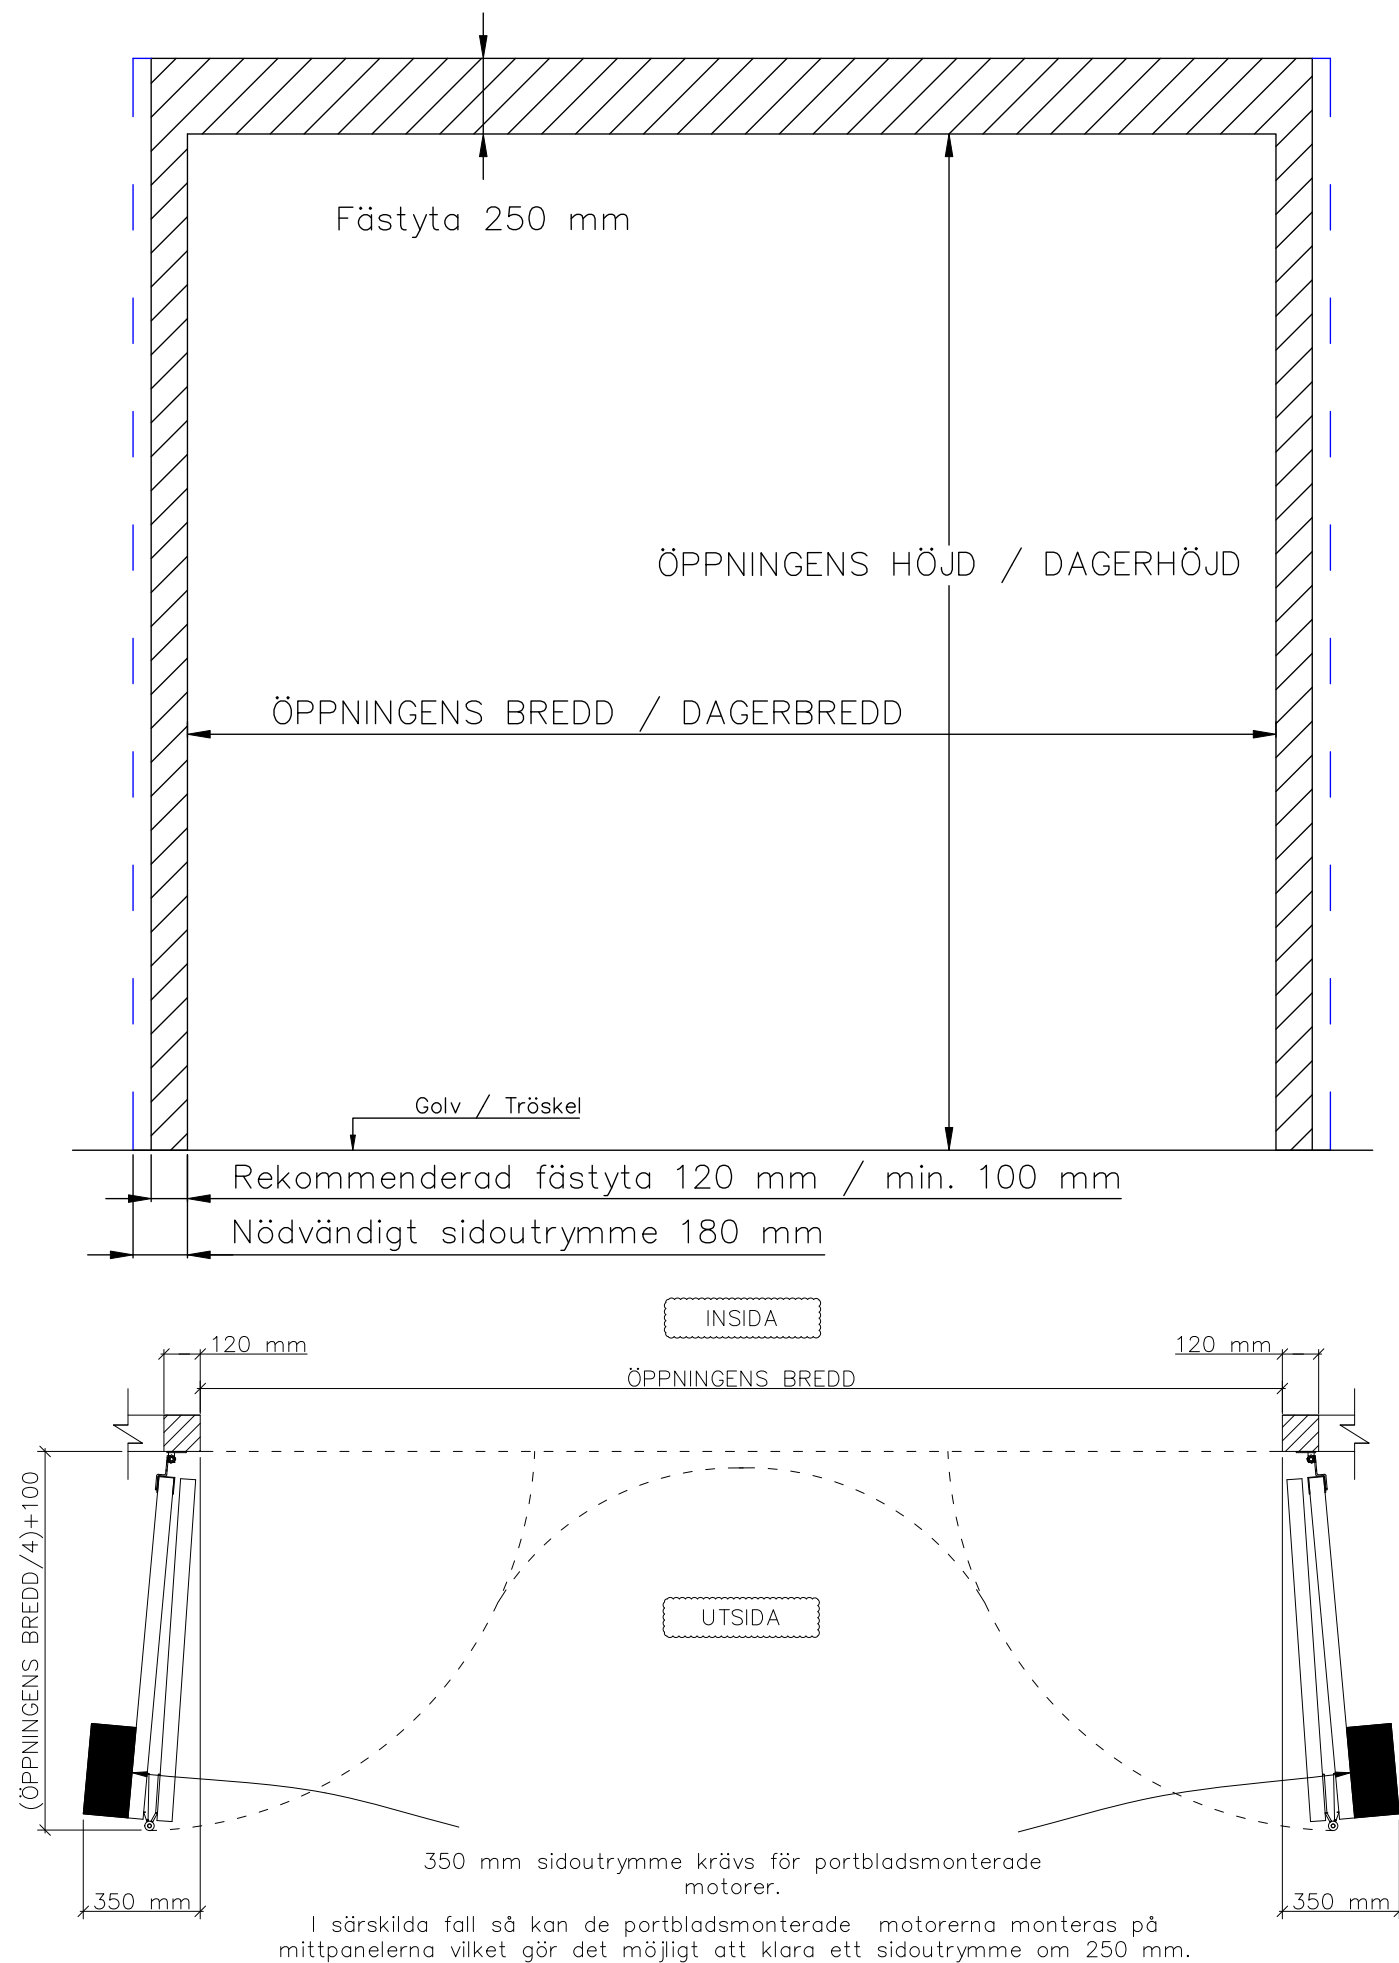 Fästyta 250 mm
ÖPPNINGENS HÖJD / DAGERHÖJD
ÖPPNINGENS BREDD / DAGERBREDD
Golv / Tröskel
Rekommenderad fästyta 120 mm / min. 100 mm
Nödvändigt sidoutrymme 180 mm
INSIDA
120 mm
120 mm
ÖPPNINGENS BREDD
(ÖPPNINGENS BREDD/4)+100
UTSIDA
350 mm sidoutrymme krävs för portbladsmonterade
motorer.
350 mm
350 mm
I särskilda fall så kan de portbladsmonterade motorerna monteras på
mittpanelerna vilket gör det möjligt att klara ett sidoutrymme om 250 mm.